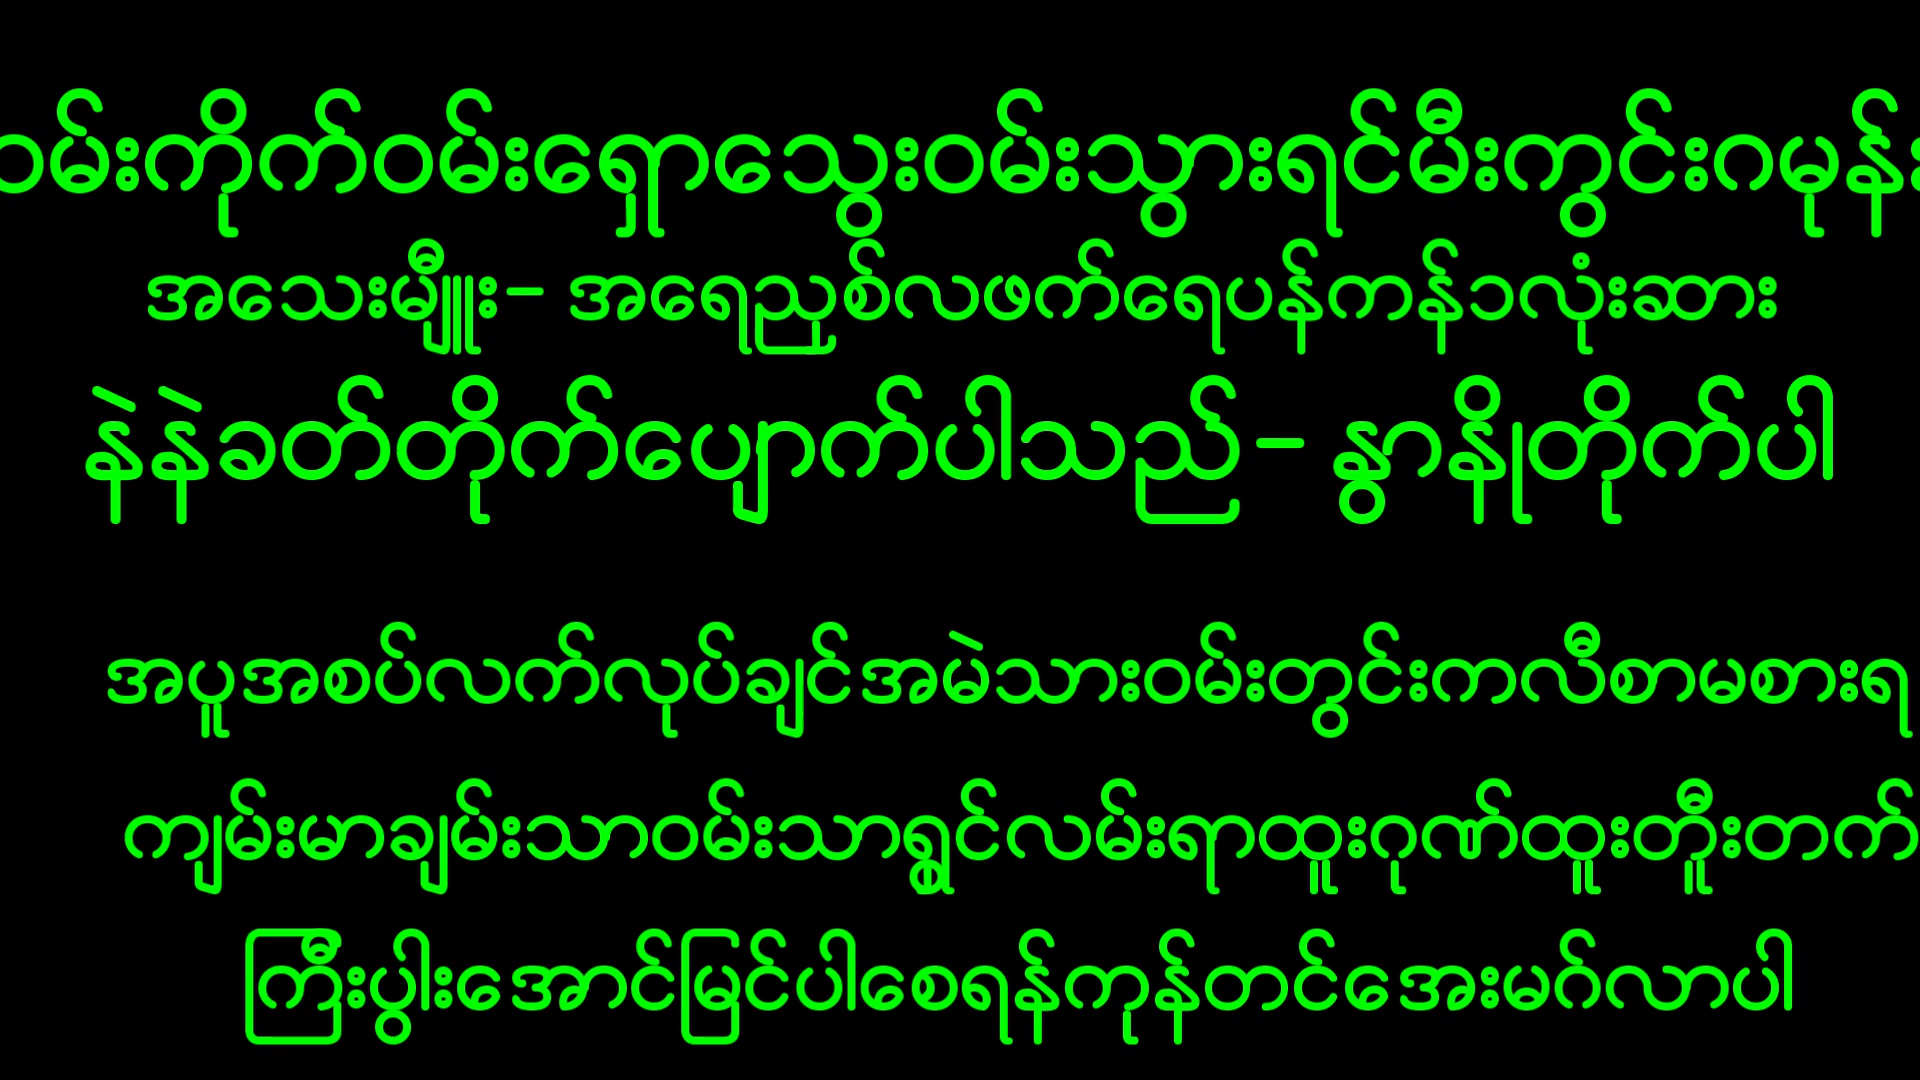 ဝမ်းကိုက်ဝမ်းရှောသွေးဝမ်းသွားရင်မီးကွင်းဂမုန်း
အသေးမျှီူး- အရေညှစ်လဖက်ရေပန်ကန်၁လုံးဆား
နဲနဲခတ်တိုက်ပျောက်ပါသည်- နွာနို့တိုက်ပါ
အပူအစပ်လက်လုပ်ချင်အမဲသားဝမ်းတွင်းကလီစာမစားရ
ကျမ်းမာချမ်းသာဝမ်းသာရွှင်လမ်းရာထူးဂုဏ်ထူးတီူးတက်
ကြီးပွါးအောင်မြင်ပါစေရန်ကုန်တင်အေးမဂ်လာပါ